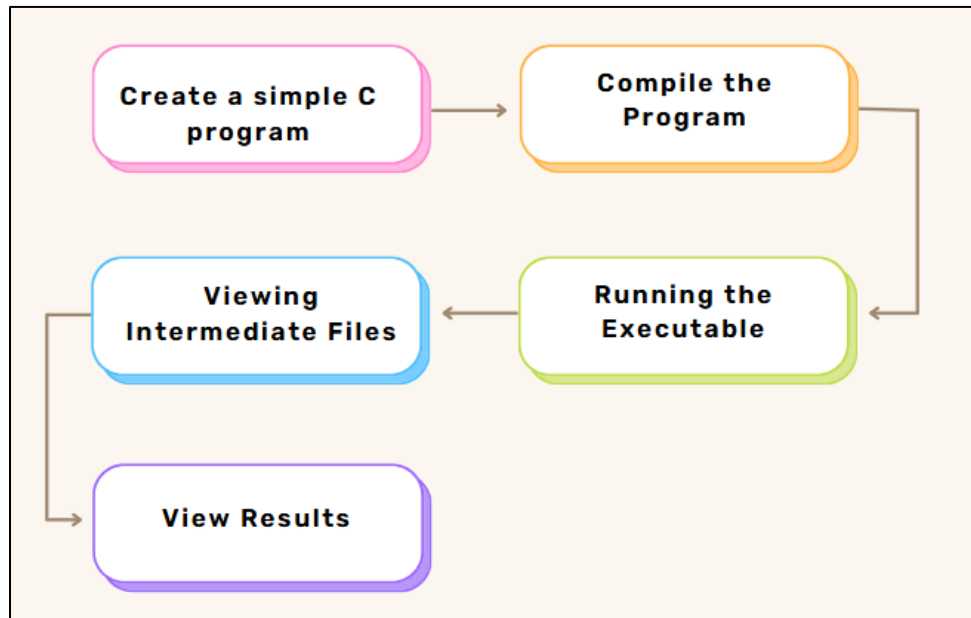 Create a simple C
program
Compile the
Program
Running the
Executable
Viewing
Intermediate Files
View Results